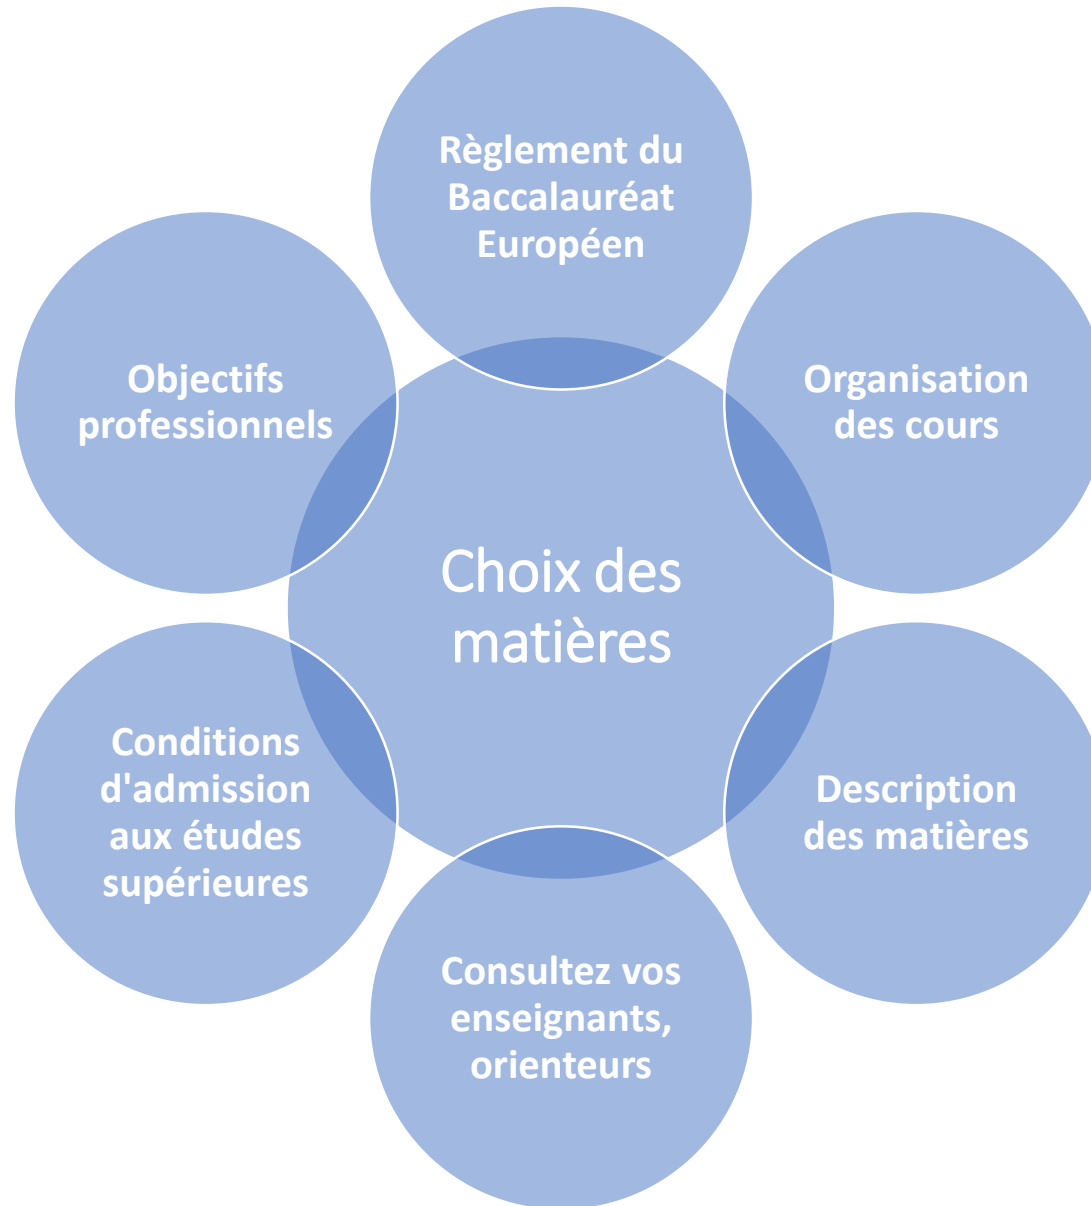 Règlement du
Baccalauréat
Européen
Objectifs
professionnels
Organisation
des cours
Choix des
matières
Conditions
d'admission
aux études
supérieures
Description
des matières
Consultez vos
enseignants,
orienteurs